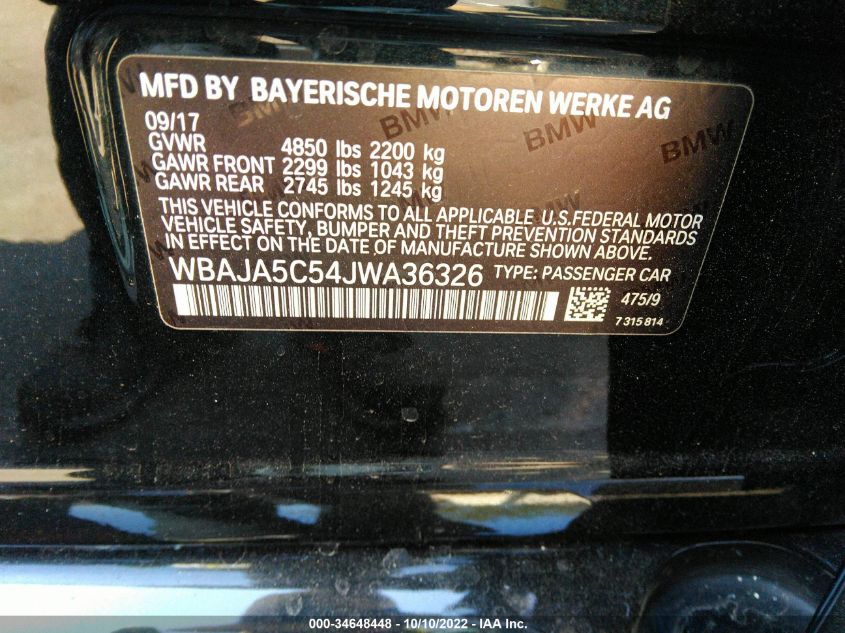 MFD BY BAYERISCHE MOTOREN WERKE AG
09/17
GVWR 4850 lbs 2200 kg
GAWR FRONT 2299 lbs 1043 kg
GAWR REAR 2745 lbs 1245 kg
THIS VEHICLE CONFORMS TO ALL APPLICABLE U.S.FEDERAL MOTOR
VEHICLE SAFETY, BUMPER AND THEFT PREVENTION STANDARDS
IN EFFECT ON THE DATE OF MANUFACTURE SHOWN ABOVE.
WBAJA5C54JWA36326 TYPE: PASSENGER CAR
475/9
7 315 814
BMW
BMW
BMW
000-34648448 - 10/10/2022 - IAA Inc.